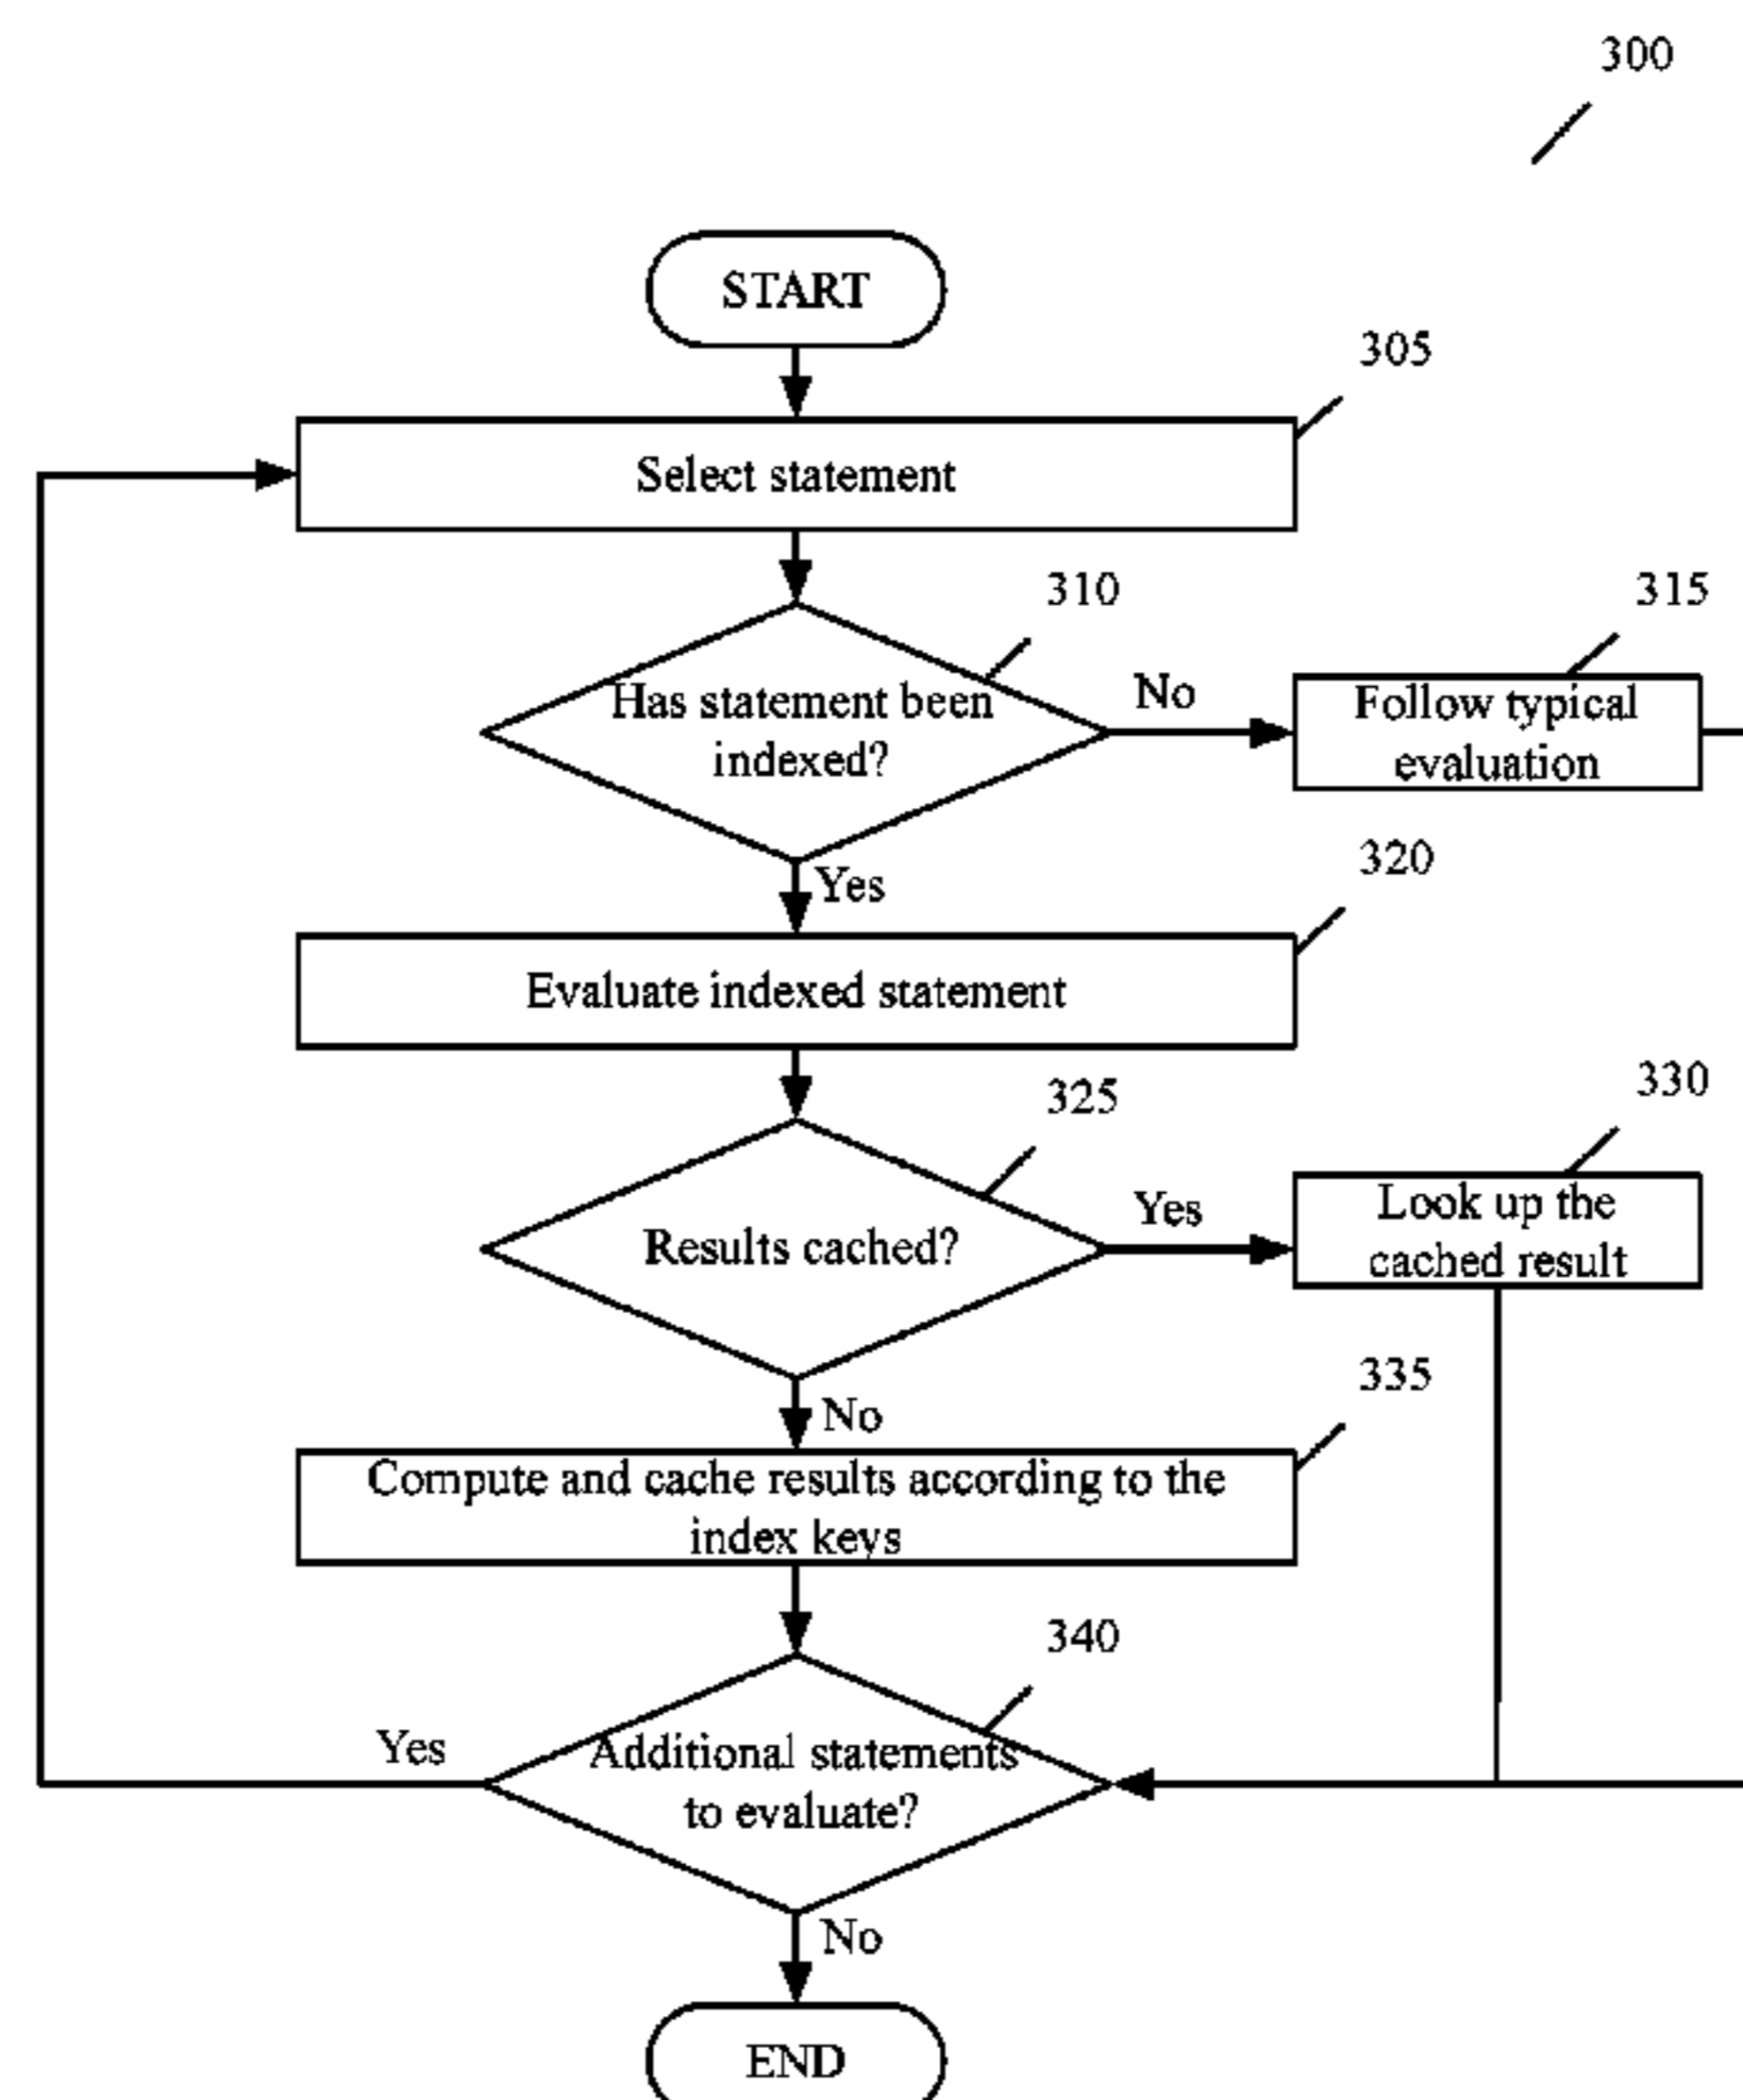 300
START
305
Select statement
310
315
Has statement been
indexed?
No
Follow typical
evaluation
Yes
320
Evaluate indexed statement
325
330
Results cached?
Yes
Look up the
cached result
No
335
Compute and cache results according to the
index keys
340
Yes
Additional statements
to evaluate?
No
END